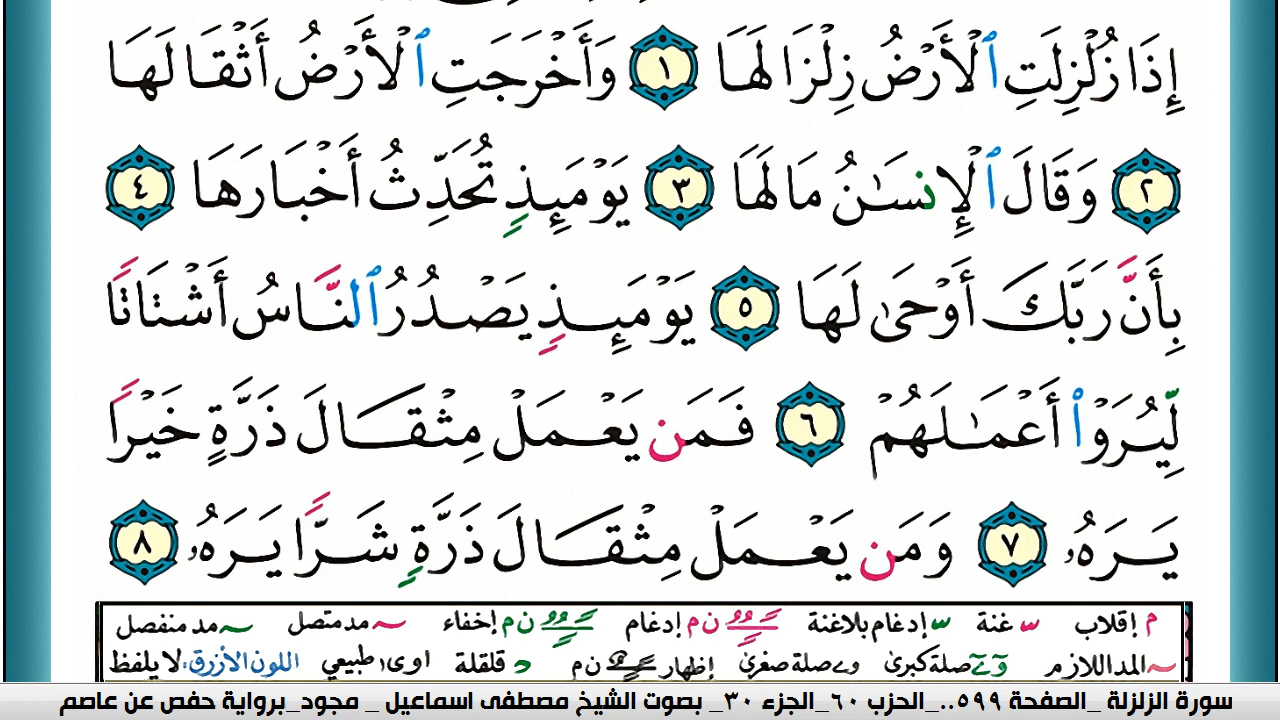 إِذَا زُلْزِلَتِ ٱلْأَرْضُ زِلْزَالَهَا ١ وَأَخْرَجَتِ ٱلْأَرْضُ أَثْقَالَهَا
٢ وَقَالَ ٱلْإِنسَـٰنُ مَا لَهَا ٣ يَوْمَئِذٍ تُحَدِّثُ أَخْبَارَهَا ٤
بِأَنَّ رَبَّكَ أَوْحَىٰ لَهَا ٥ يَوْمَئِذٍ يَصْدُرُ ٱلنَّاسُ أَشْتَاتًا
لِّيُرَوْا۟ أَعْمَـٰلَهُمْ ٦ فَمَن يَعْمَلْ مِثْقَالَ ذَرَّةٍ خَيْرًا
يَرَهُۥ ٧ وَمَن يَعْمَلْ مِثْقَالَ ذَرَّةٍ شَرًّا يَرَهُۥ ٨
م إقلاب غنة إدغام بلاغنة ن م إدغام ن م إخفاء مد متصل مد منفصل
المد اللازم صلة كبرى صلة صغرى إظهار ن م د قلقلة اوى طبيعي اللون الأزرق: لا يلفظ
سورة الزلزلة _الصفحة ٥٩٩.._الحزب ٦٠_الجزء ٣٠_ بصوت الشيخ مصطفى اسماعيل _ مجود_برواية حفص عن عاصم